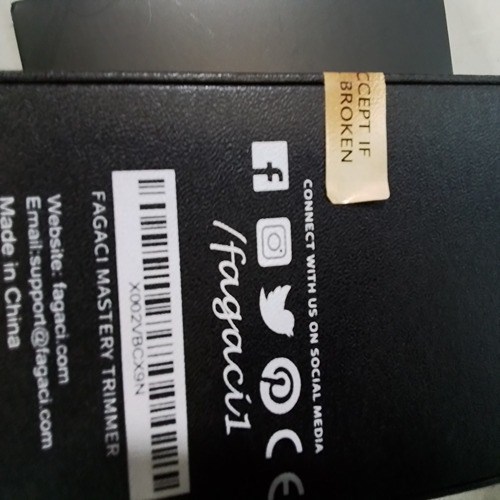 CCEPT IF
BROKEN
CONNECT WITH US ON SOCIAL MEDIA
/fagaci1
X002VBCX9N
FAGACI MASTERY TRIMMER
Website: fagaci.com
Email:support@fagaci.com
Made in China